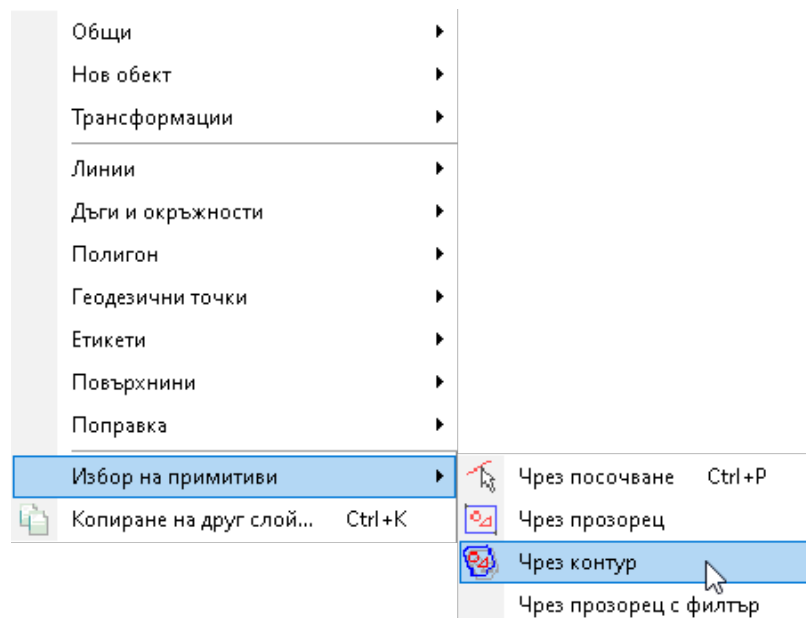 Общи
Нов обект
Трансформации
Линии
Дъги и окръжности
Полигон
Геодезични точки
Етикети
Повърхнини
Поправка
Избор на примитиви
Чрез посочване Ctrl+P
Копиране на друг слой... Ctrl+K
Чрез прозорец
Чрез контур
Чрез прозорец с филтър